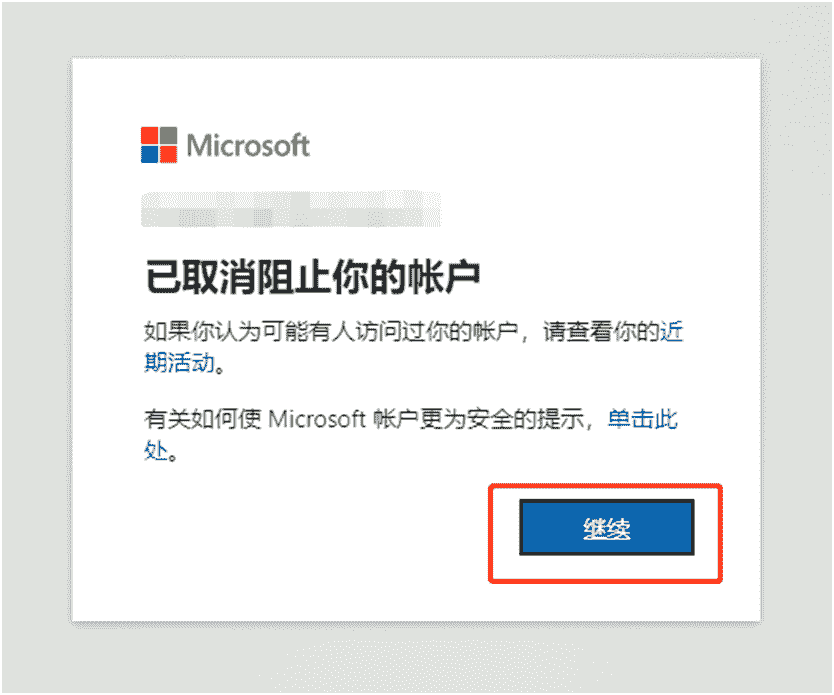 Microsoft
已取消阻止你的帐户
如果你认为可能有人访问过你的帐户，请查看你的近
期活动。
有关如何使 Microsoft 帐户更为安全的提示，单击此
处。
继续